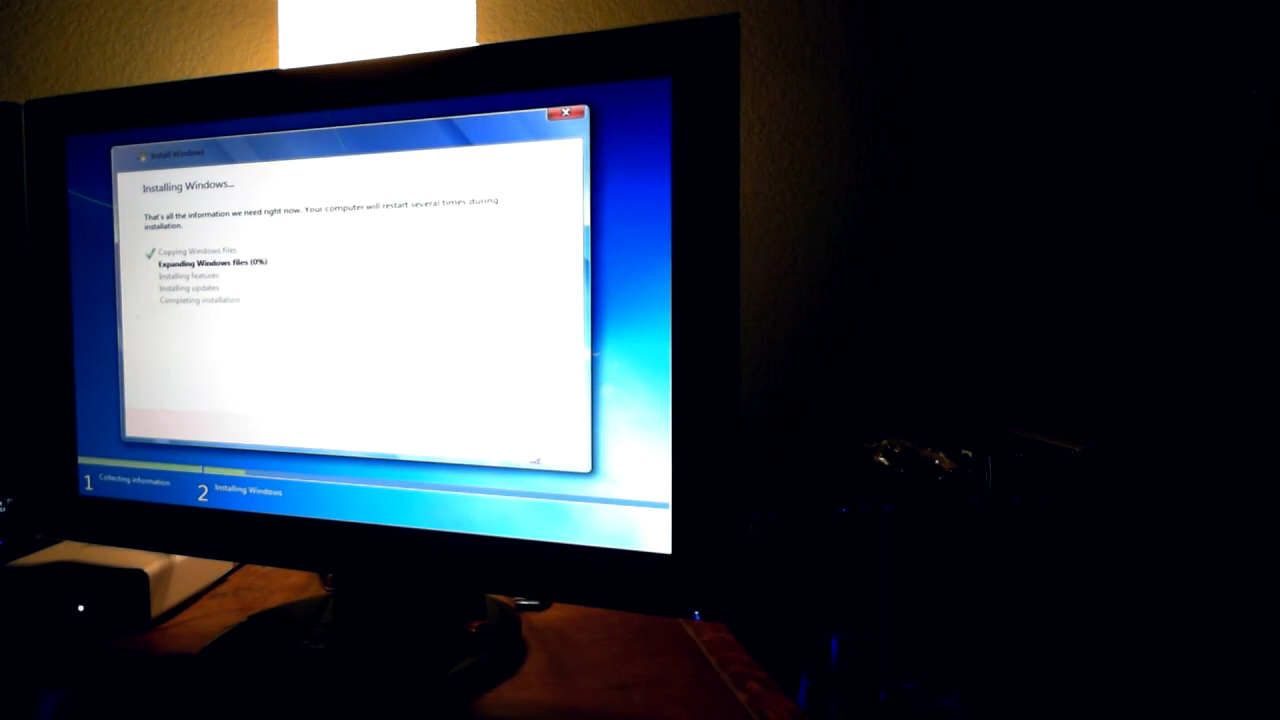 Install Windows
Installing Windows...
That's all the information we need right now. Your computer will restart several times during
installation.
Copying Windows files
Expanding Windows files (0%)
Installing features
Installing updates
Completing installation
1 Collecting information
2 Installing Windows